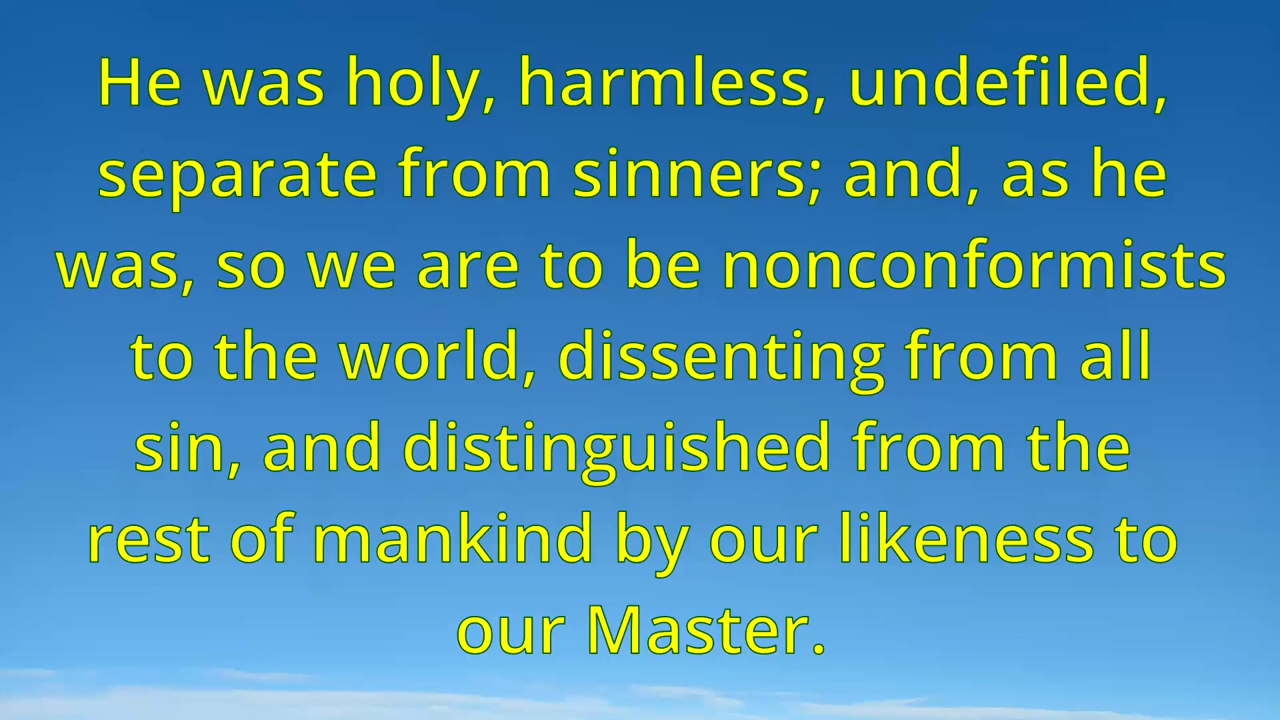 He was holy, harmless, undefiled,
separate from sinners; and, as he
was, so we are to be nonconformists
to the world, dissenting from all
sin, and distinguished from the
rest of mankind by our likeness to
our Master.